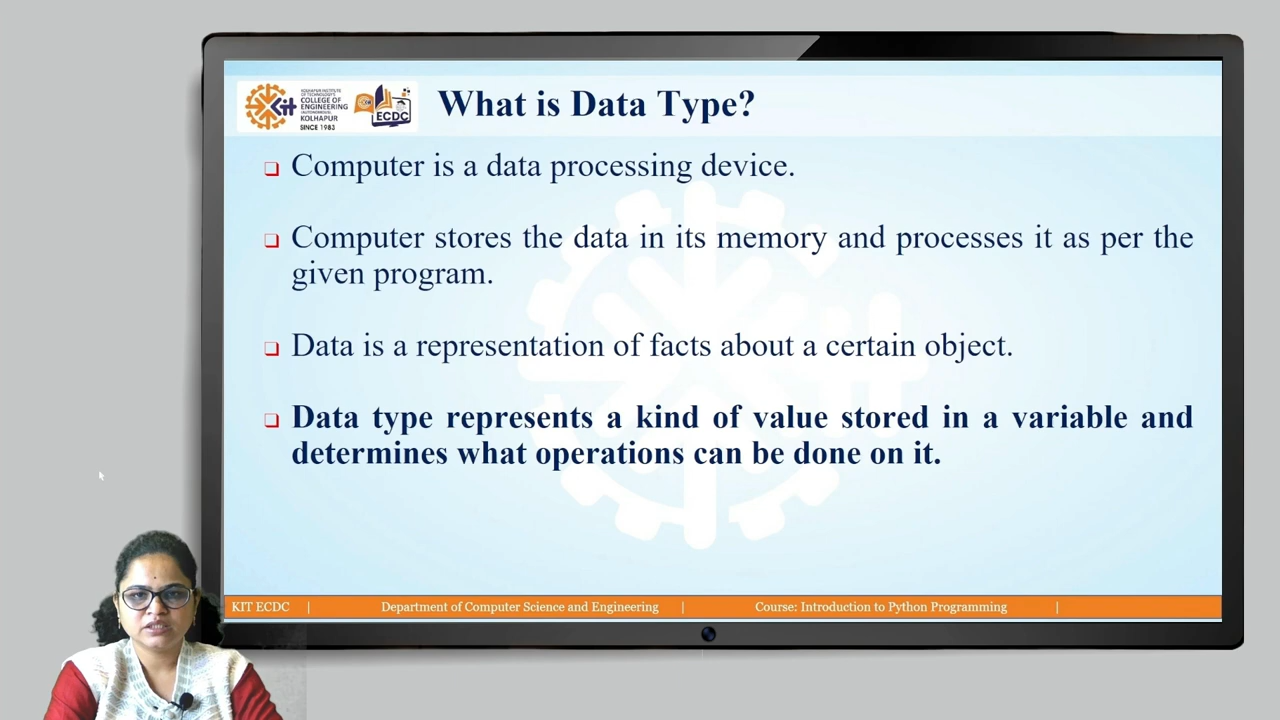 KOLHAPUR INSTITUTE
OF TECHNOLOGY'S
COLLEGE OF
ENGINEERING
(AUTONOMOUS)
KOLHAPUR
SINCE 1983
Kit
ECDC
What is Data Type?
Computer is a data processing device.
Computer stores the data in its memory and processes it as per the
given program.
Data is a representation of facts about a certain object.
Data type represents a kind of value stored in a variable and
determines what operations can be done on it.
KIT ECDC | Department of Computer Science and Engineering | Course: Introduction to Python Programming |